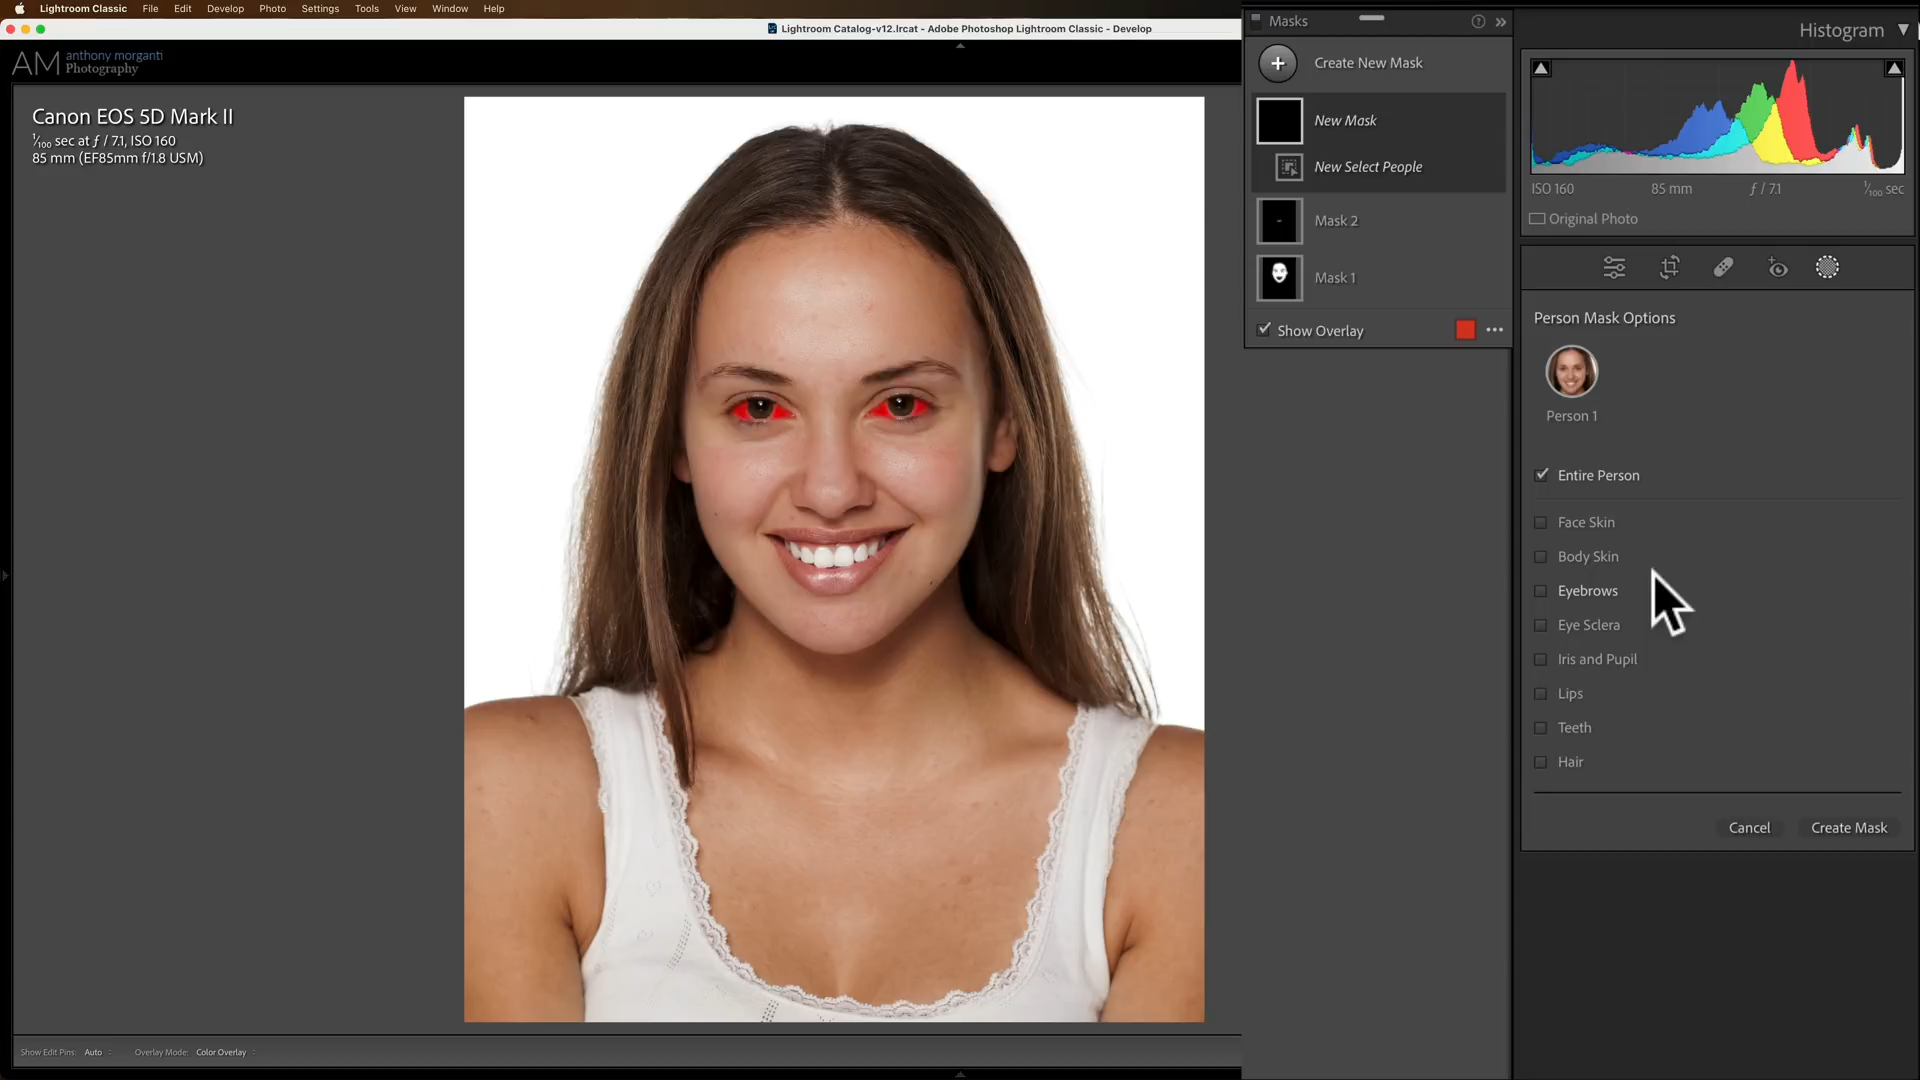 Lightroom Classic File Edit Develop Photo Settings Tools View Window Help
Lightroom Catalog-v12.lrcat - Adobe Photoshop Lightroom Classic - Develop
AM anthony morganti
Photography
Canon EOS 5D Mark II
1/100 sec at ƒ / 7.1, ISO 160
85 mm (EF85mm f/1.8 USM)
Masks
Create New Mask
New Mask
New Select People
Mask 2
Mask 1
Show Overlay
Histogram
ISO 160 85 mm ƒ / 7.1 1/100 sec
Original Photo
Person Mask Options
Person 1
Entire Person
Face Skin
Body Skin
Eyebrows
Eye Sclera
Iris and Pupil
Lips
Teeth
Hair
Cancel Create Mask
Show Edit Pins: Auto Overlay Mode: Color Overlay